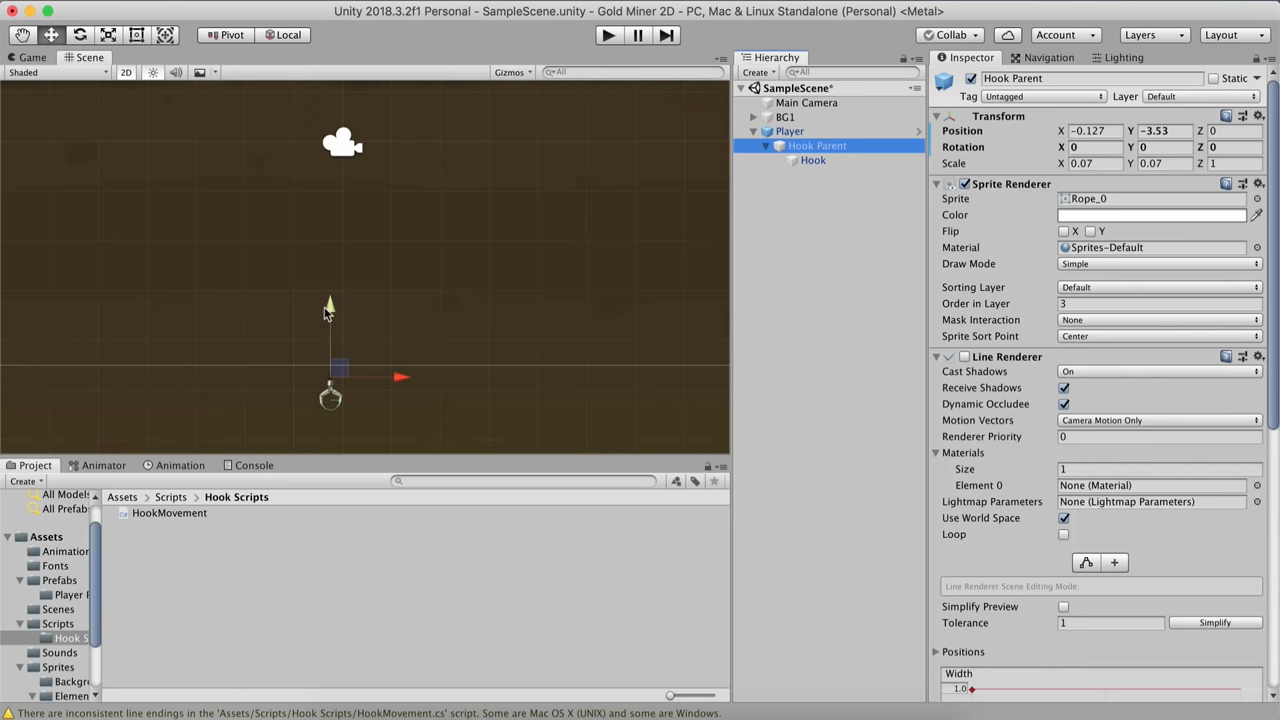 Unity 2018.3.2f1 Personal - SampleScene.unity - Gold Miner 2D - PC, Mac & Linux Standalone (Personal) <Metal>
Pivot Local Collab Account Layers Layout
Game Scene
Shaded 2D Gizmos All
Hierarchy
Create All
SampleScene*
Main Camera
BG1
Player
Hook Parent
Hook
Inspector Navigation Lighting
Hook Parent Static
Tag Untagged Layer Default
Transform
Position X -0.127 Y -3.53 Z 0
Rotation X 0 Y 0 Z 0
Scale X 0.07 Y 0.07 Z 1
Sprite Renderer
Sprite Rope_0
Color
Flip X Y
Material Sprites-Default
Draw Mode Simple
Sorting Layer Default
Order in Layer 3
Mask Interaction None
Sprite Sort Point Center
Line Renderer
Cast Shadows On
Receive Shadows
Dynamic Occludee
Motion Vectors Camera Motion Only
Renderer Priority 0
Materials
Size 1
Element 0 None (Material)
Lightmap Parameters None (Lightmap Parameters)
Use World Space
Loop
Line Renderer Scene Editing Mode:
Simplify Preview
Tolerance 1 Simplify
Positions
Width
1.0
Project Animator Animation Console
Create
All Models
All Prefabs
Assets
Animation
Fonts
Prefabs
Player P
Scenes
Scripts
Hook S
Sounds
Sprites
Backgro
Elemen
Assets Scripts Hook Scripts
HookMovement
There are inconsistent line endings in the 'Assets/Scripts/Hook Scripts/HookMovement.cs' script. Some are Mac OS X (UNIX) and some are Windows.